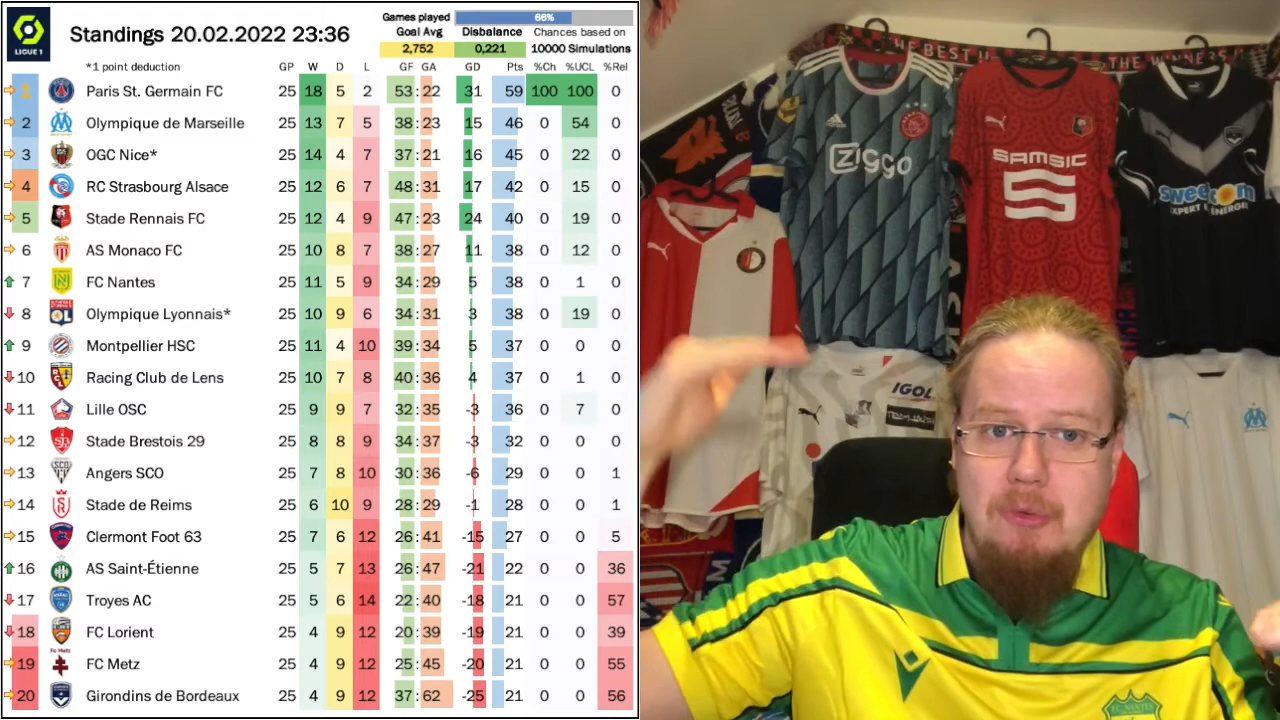 Games played 66%
Standings 20.02.2022 23:36
Goal Avg Disbalance Chances based on
2,752 0,221 10000 Simulations
LIGUE 1
*1 point deduction GP W D L GF GA GD Pts %Ch %UCL %Rel
1 Paris St. Germain FC 25 18 5 2 53:22 31 59 100 100 0
2 Olympique de Marseille 25 13 7 5 38:23 15 46 0 54 0
3 OGC Nice* 25 14 4 7 37:21 16 45 0 22 0
4 RC Strasbourg Alsace 25 12 6 7 48:31 17 42 0 15 0
5 Stade Rennais FC 25 12 4 9 47:23 24 40 0 19 0
6 AS Monaco FC 25 10 8 7 38:27 11 38 0 12 0
7 FC Nantes 25 11 5 9 34:29 5 38 0 1 0
8 Olympique Lyonnais* 25 10 9 6 34:31 3 38 0 19 0
9 Montpellier HSC 25 11 4 10 39:34 5 37 0 0 0
10 Racing Club de Lens 25 10 7 8 40:36 4 37 0 1 0
11 Lille OSC 25 9 9 7 32:35 -3 36 0 7 0
12 Stade Brestois 29 25 8 8 9 34:37 -3 32 0 0 0
13 Angers SCO 25 7 8 10 30:36 -6 29 0 0 1
14 Stade de Reims 25 6 10 9 28:29 -1 28 0 0 1
15 Clermont Foot 63 25 7 6 12 26:41 -15 27 0 0 5
16 AS Saint-Étienne 25 5 7 13 26:47 -21 22 0 0 36
17 Troyes AC 25 5 6 14 22:40 -18 21 0 0 57
18 FC Lorient 25 4 9 12 20:39 -19 21 0 0 39
Fc Metz
19 FC Metz 25 4 9 12 25:45 -20 21 0 0 55
20 Girondins de Bordeaux 25 4 9 12 37:62 -25 21 0 0 56
THE BEST
THE WINNERS
ZIGGO
SAMSIC
S
sweetcom
EXPERT ENERGIE
IGOL
FC NANTES